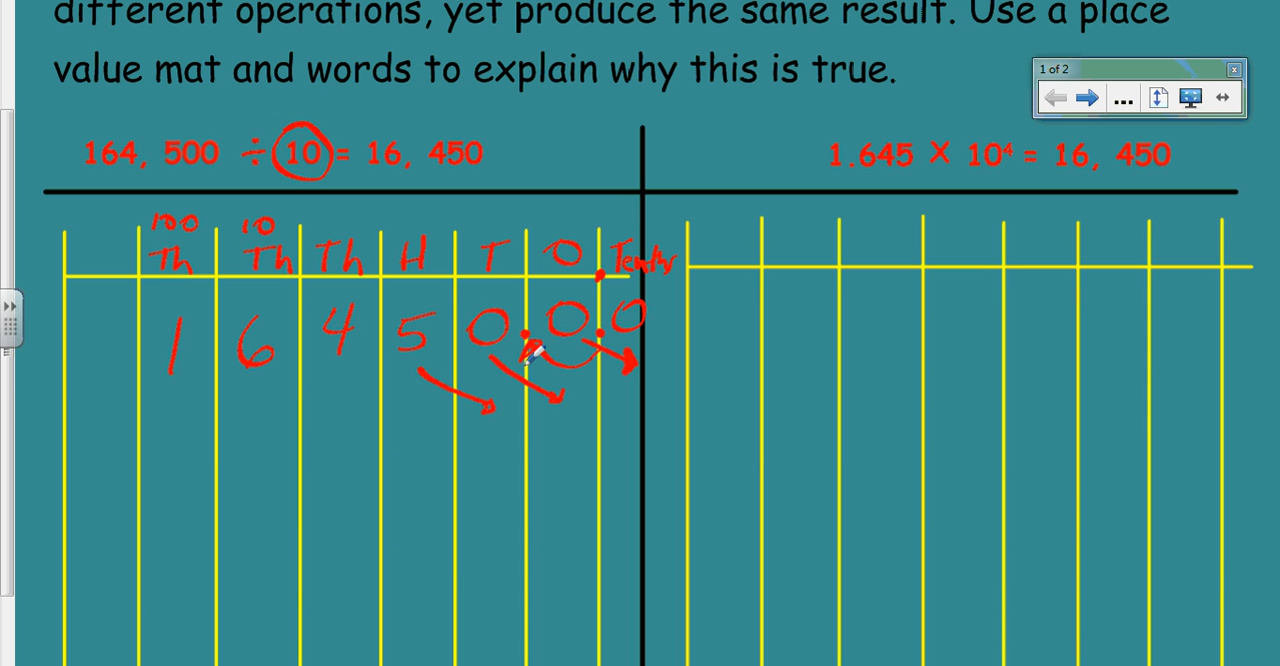 different operations, yet produce the same result. Use a place
value mat and words to explain why this is true.
1 of 2
164, 500 ÷ 10 = 16, 450
1.645 × 10⁴ = 16, 450
100 10
Th Th Th H T O . Tenths
1 6 4 5 0 . 0 . 0